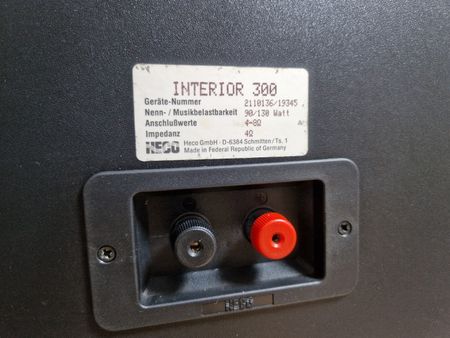 INTERIOR 300
Geräte-Nummer 2110136/19345
Nenn- / Musikbelastbarkeit 90/130 Watt
Anschlußwerte 4-8Ω
Impedanz 4Ω
HECO Heco GmbH · D-6384 Schmitten/Ts. 1
Made in Federal Republic of Germany
HECO